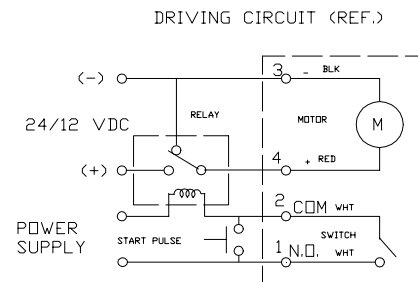 DRIVING CIRCUIT (REF.)
3 - BLK
(-)
RELAY
24/12 VDC
MOTOR
M
(+)
4 + RED
2 COM WHT
POWER
SUPPLY
START PULSE
SWITCH
1 N.O. WHT